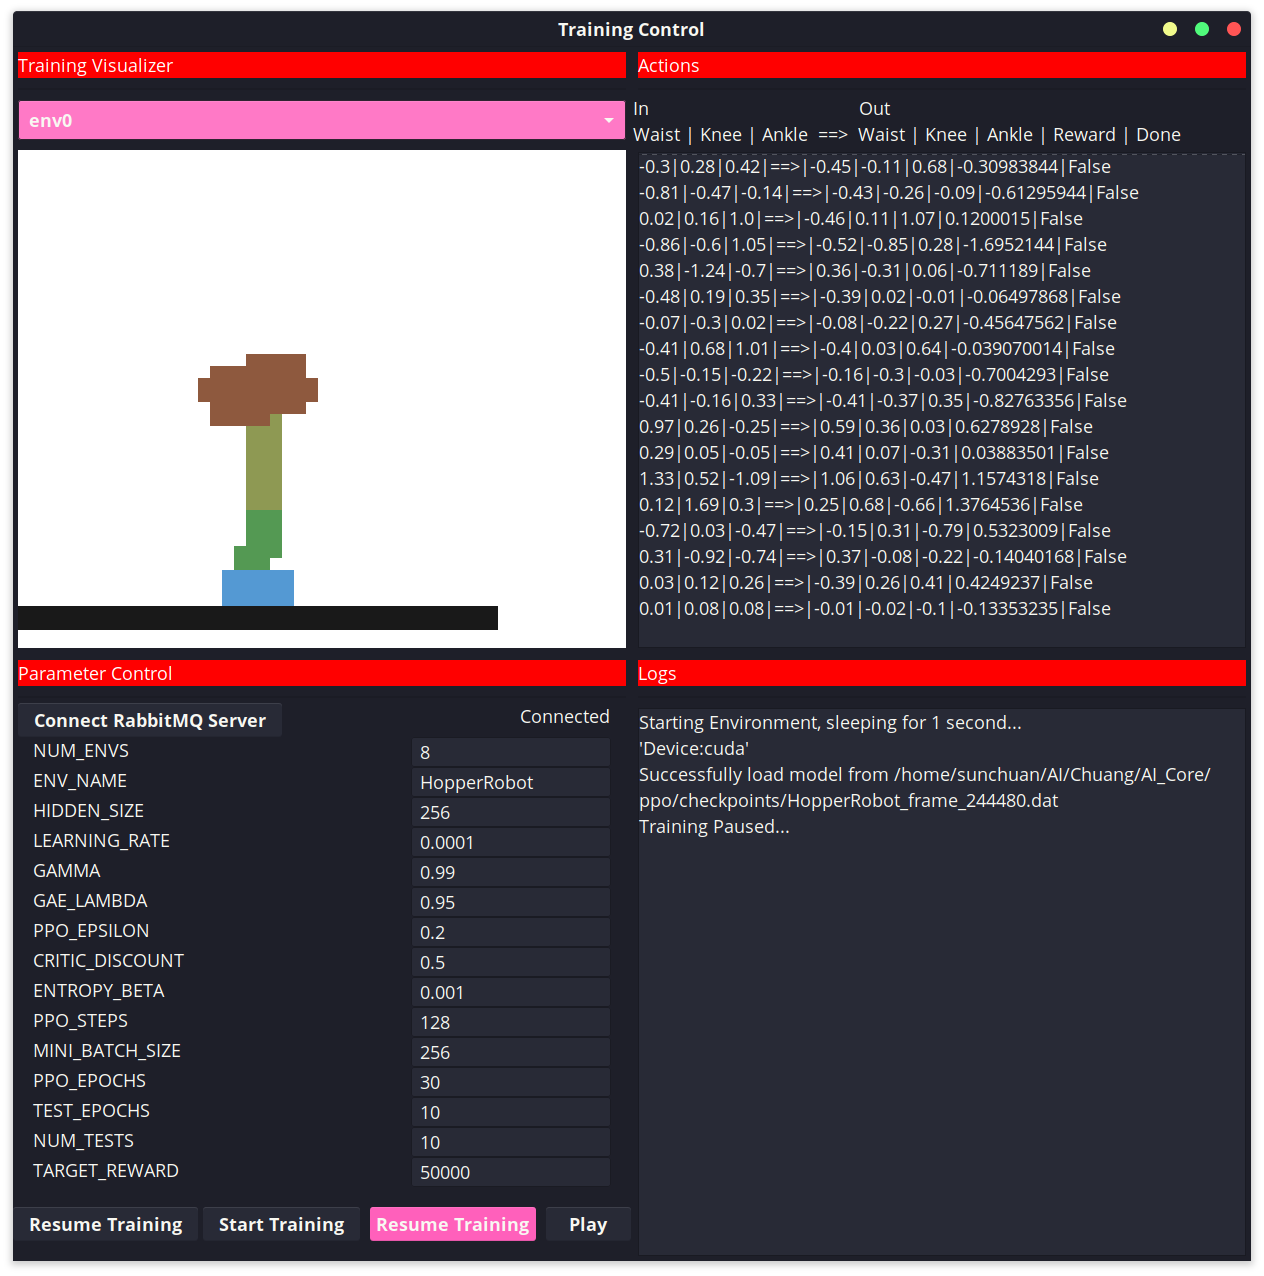 Training Control
Training Visualizer
env0
Actions
In Out
Waist | Knee | Ankle ==> Waist | Knee | Ankle | Reward | Done
-0.3|0.28|0.42|==>|-0.45|-0.11|0.68|-0.30983844|False
-0.81|-0.47|-0.14|==>|-0.43|-0.26|-0.09|-0.61295944|False
0.02|0.16|1.0|==>|-0.46|0.11|1.07|0.1200015|False
-0.86|-0.6|1.05|==>|-0.52|-0.85|0.28|-1.6952144|False
0.38|-1.24|-0.7|==>|0.36|-0.31|0.06|-0.711189|False
-0.48|0.19|0.35|==>|-0.39|0.02|-0.01|-0.06497868|False
-0.07|-0.3|0.02|==>|-0.08|-0.22|0.27|-0.45647562|False
-0.41|0.68|1.01|==>|-0.4|0.03|0.64|-0.039070014|False
-0.5|-0.15|-0.22|==>|-0.16|-0.3|-0.03|-0.7004293|False
-0.41|-0.16|0.33|==>|-0.41|-0.37|0.35|-0.82763356|False
0.97|0.26|-0.25|==>|0.59|0.36|0.03|0.6278928|False
0.29|0.05|-0.05|==>|0.41|0.07|-0.31|0.03883501|False
1.33|0.52|-1.09|==>|1.06|0.63|-0.47|1.1574318|False
0.12|1.69|0.3|==>|0.25|0.68|-0.66|1.3764536|False
-0.72|0.03|-0.47|==>|-0.15|0.31|-0.79|0.5323009|False
0.31|-0.92|-0.74|==>|0.37|-0.08|-0.22|-0.14040168|False
0.03|0.12|0.26|==>|-0.39|0.26|0.41|0.4249237|False
0.01|0.08|0.08|==>|-0.01|-0.02|-0.1|-0.13353235|False
Parameter Control
Connect RabbitMQ Server Connected
NUM_ENVS 8
ENV_NAME HopperRobot
HIDDEN_SIZE 256
LEARNING_RATE 0.0001
GAMMA 0.99
GAE_LAMBDA 0.95
PPO_EPSILON 0.2
CRITIC_DISCOUNT 0.5
ENTROPY_BETA 0.001
PPO_STEPS 128
MINI_BATCH_SIZE 256
PPO_EPOCHS 30
TEST_EPOCHS 10
NUM_TESTS 10
TARGET_REWARD 50000
Resume Training Start Training Resume Training Play
Logs
Starting Environment, sleeping for 1 second...
'Device:cuda'
Successfully load model from /home/sunchuan/AI/Chuang/AI_Core/
ppo/checkpoints/HopperRobot_frame_244480.dat
Training Paused...